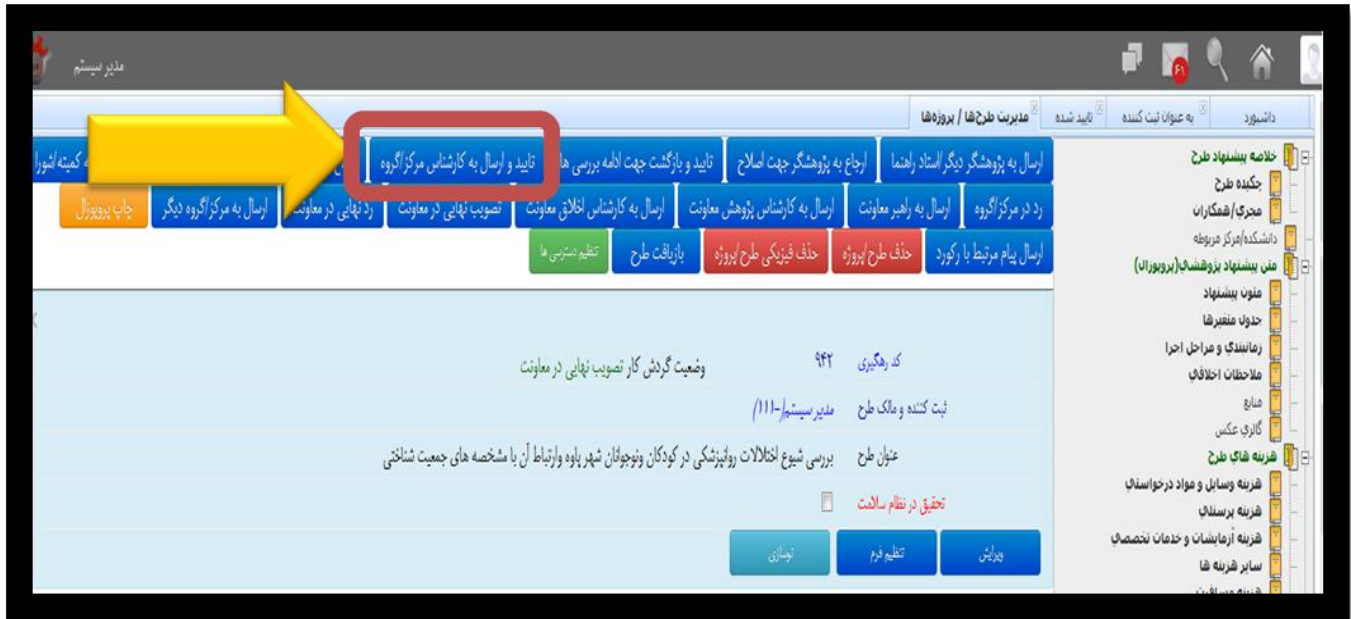 مدیر سیستم
۶۱
داشبورد
به عنوان ثبت کننده
تایید شده
مدیریت طرح‌ها / پروژه‌ها
ارسال به پژوهشگر دیگر/استاد راهنما
ارجاع به پژوهشگر جهت اصلاح
تایید و بازگشت جهت ادامه بررسی ها
تایید و ارسال به کارشناس مرکز/گروه
ه کمیته/شورا
رد در مرکز/گروه
ارسال به راهبر معاونت
ارسال به کارشناس پژوهش معاونت
ارسال به کارشناس اخلاق معاونت
تصویب نهایی در معاونت
رد نهایی در معاونت
ارسال به مرکز/گروه دیگر
چاپ پروپوزال
ارسال پیام مرتبط با رکورد
حذف طرح/پروژه
حذف فیزیکی طرح/پروژه
بازیافت طرح
تنظیم دسترسی ها
خلاصه پیشنهاد طرح
چکیده طرح
مجری/همکاران
دانشکده/مرکز مربوطه
متن پیشنهاد پژوهشی(پروپوزال)
متون پیشنهاد
جدول متغیرها
زمانبندی و مراحل اجرا
ملاحظات اخلاقی
منابع
گالری عکس
هزینه های طرح
هزینه وسایل و مواد درخواستی
هزینه پرسنلی
هزینه آزمایشات و خدمات تخصصی
سایر هزینه ها
هزینه مسافرت
کد رهگیری ۹۴۲ وضعیت گردش کار تصویب نهایی در معاونت
ثبت کننده و مالک طرح مدیر سیستم/(-۱۱۱)
عنوان طرح بررسی شیوع اختلالات روانپزشکی در کودکان ونوجوانان شهر پاوه وارتباط آن با مشخصه های جمعیت شناختی
تحقیق در نظام سلامت
ویرایش
تنظیم فرم
نوسازی